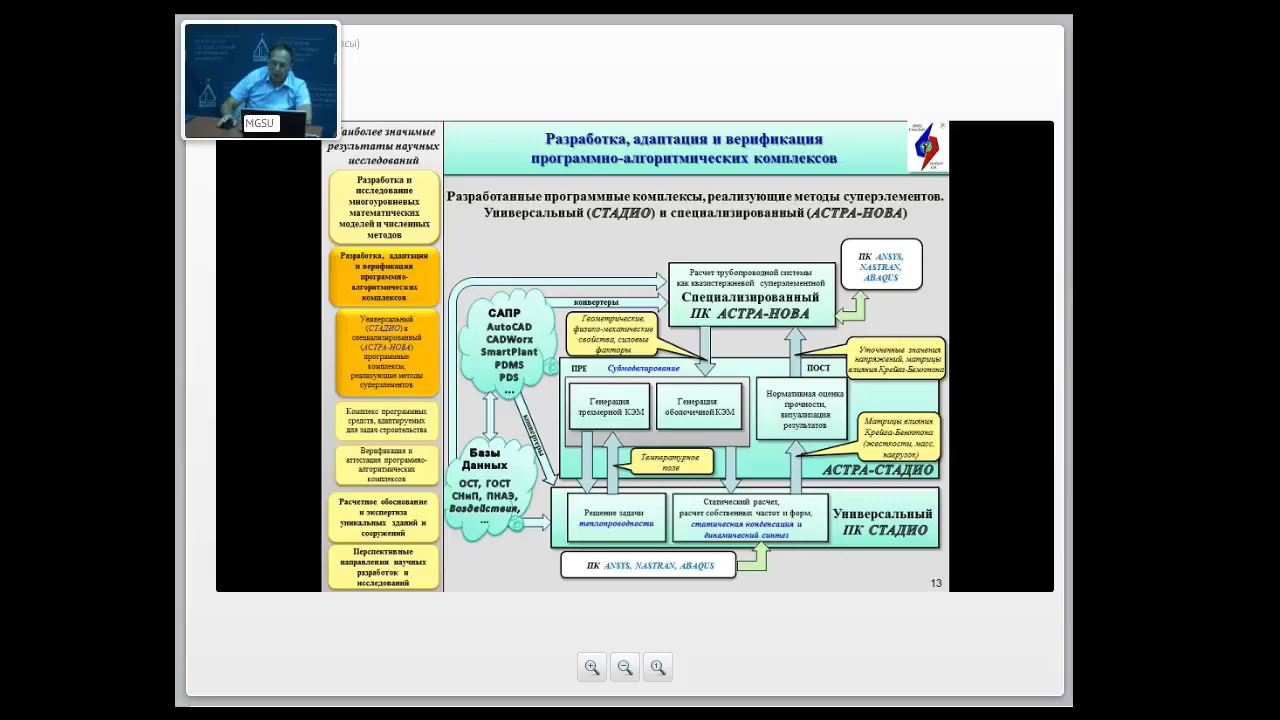 осы)
MGSU
Наиболее значимые
результаты научных
исследований
Разработка и
исследование
многоуровневых
математических
моделей и численных
методов
Разработка, адаптация
и верификация
программно-
алгоритмических
комплексов
Универсальный
(СТАДИО) и
специализированный
(АСТРА-НОВА)
программные
комплексы,
реализующие методы
суперэлементов
Комплекс программных
средств, адаптируемых
для задач строительства
Верификация и
аттестация программно-
алгоритмических
комплексов
Расчетное обоснование
и экспертиза
уникальных зданий и
сооружений
Перспективные
направления научных
разработок и
исследований
Разработка, адаптация и верификация
программно-алгоритмических комплексов
Разработанные программные комплексы, реализующие методы суперэлементов.
Универсальный (СТАДИО) и специализированный (АСТРА-НОВА)
ПК ANSYS,
NASTRAN,
ABAQUS
Расчет трубопроводной системы
как квазистержневой суперэлементной
Специализированный
ПК АСТРА-НОВА
конвертеры
САПР
AutoCAD
CADWorx
SmartPlant
PDMS
PDS
...
Геометрические,
физико-механические
свойства, силовые
факторы
Уточненные значения
напряжений, матрицы
влияния Крейга-Бемптона
ПРЕ Субмоделирование
ПОСТ
Генерация
трехмерной КЭМ
Генерация
оболочечной КЭМ
Нормативная оценка
прочности,
визуализация
результатов
конвертеры
Матрицы влияния
Крейга-Бемптона
(жесткости, масс,
нагрузок)
Температурное
поле
АСТРА-СТАДИО
Базы
Данных
ОСТ, ГОСТ
СНиП, ПНАЭ,
Воздействия,
...
Решение задачи
теплопроводности
Статический расчет,
расчет собственных частот и форм,
статическая конденсация и
динамический синтез
Универсальный
ПК СТАДИО
ПК ANSYS, NASTRAN, ABAQUS
13